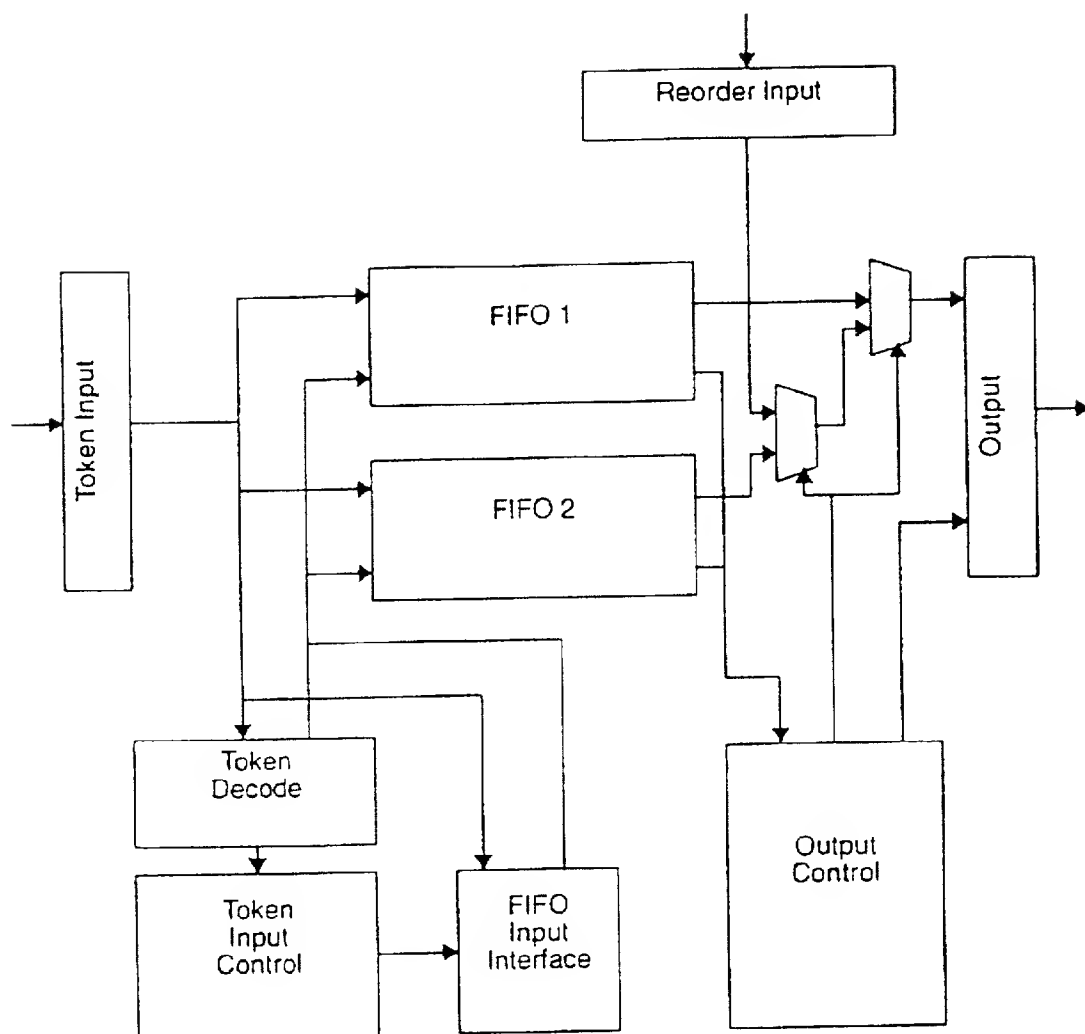 Reorder Input
Token Input
FIFO 1
FIFO 2
Output
Token
Decode
Token
Input
Control
FIFO
Input
Interface
Output
Control